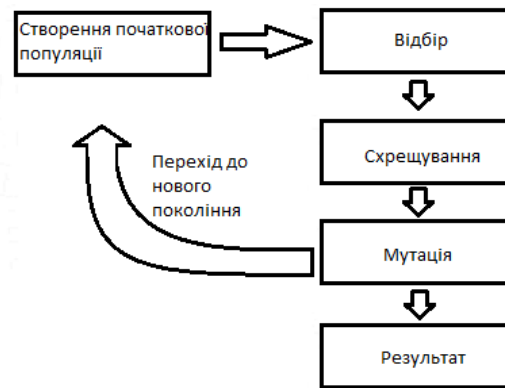 Створення початкової
популяції
Відбір
Схрещування
Перехід до
нового
покоління
Мутація
Результат